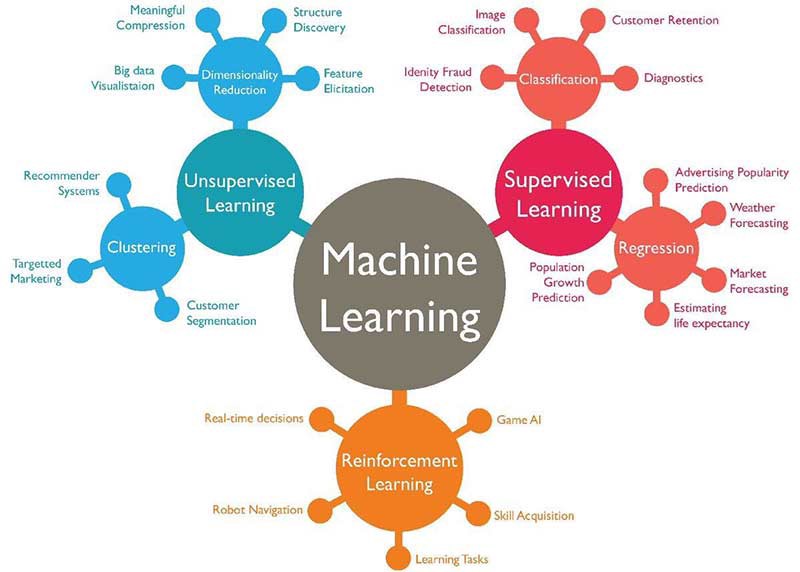 Machine
Learning
Unsupervised
Learning
Dimensionality
Reduction
Meaningful
Compression
Structure
Discovery
Big data
Visualistaion
Feature
Elicitation
Clustering
Recommender
Systems
Targetted
Marketing
Customer
Segmentation
Supervised
Learning
Classification
Image
Classification
Customer Retention
Idenity Fraud
Detection
Diagnostics
Regression
Advertising Popularity
Prediction
Weather
Forecasting
Population
Growth
Prediction
Market
Forecasting
Estimating
life expectancy
Reinforcement
Learning
Real-time decisions
Game AI
Robot Navigation
Skill Acquisition
Learning Tasks